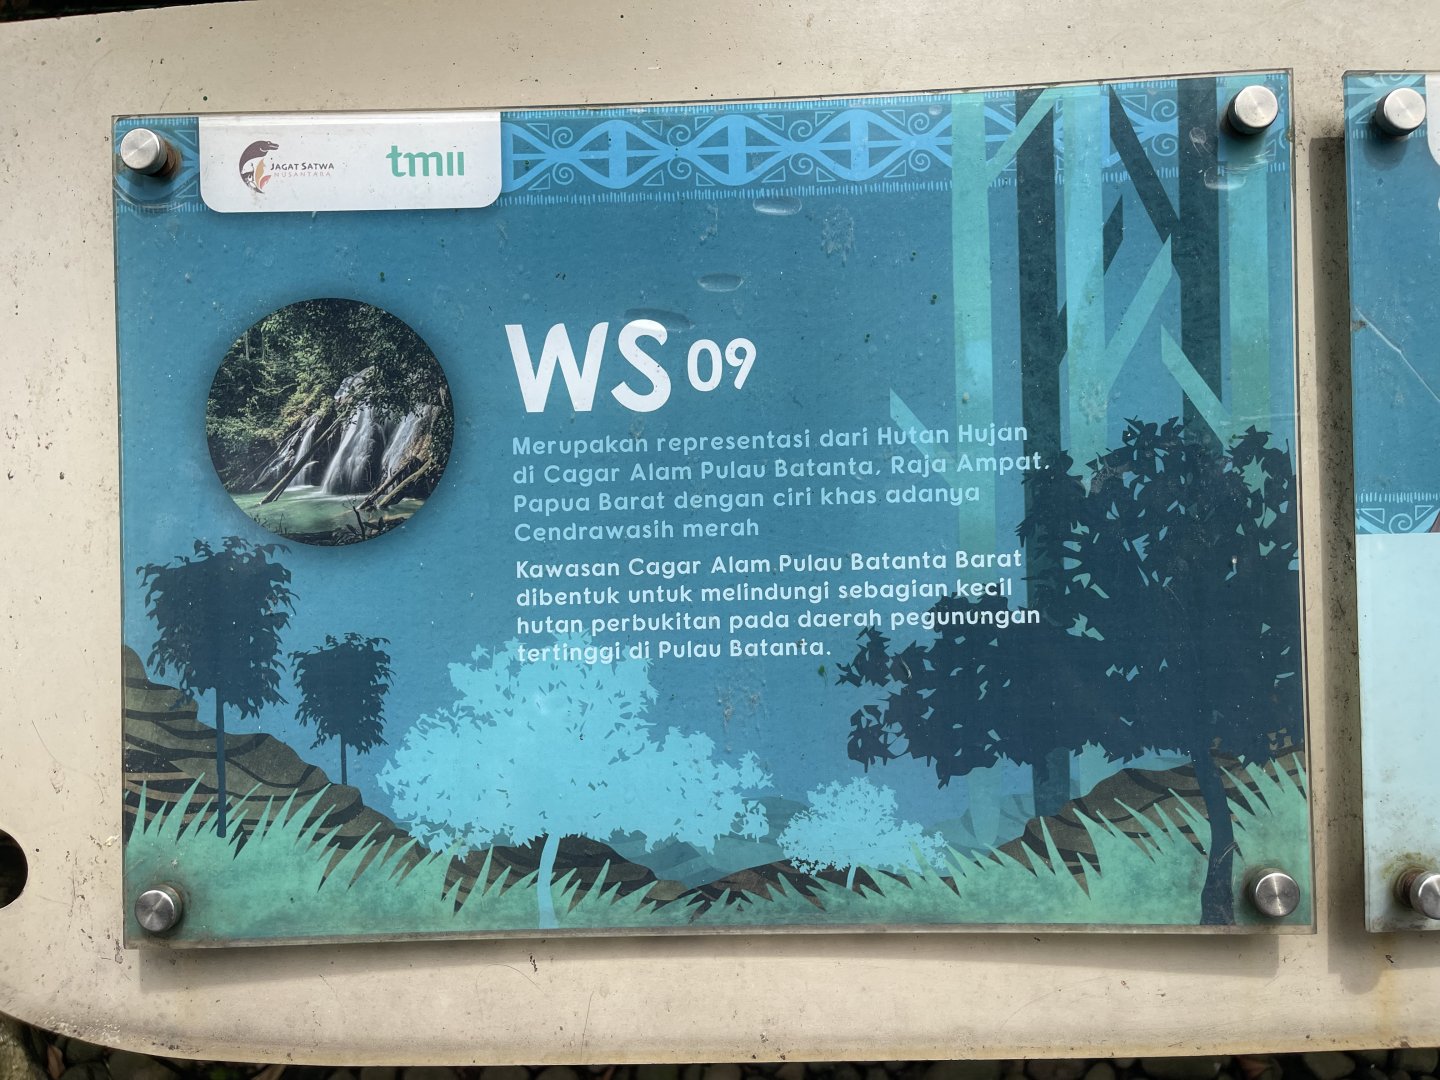 JAGAT SATWA
NUSANTARA
tmii
WS 09
Merupakan representasi dari Hutan Hujan
di Cagar Alam Pulau Batanta, Raja Ampat.
Papua Barat dengan ciri khas adanya
Cendrawasih merah
Kawasan Cagar Alam Pulau Batanta Barat
dibentuk untuk melindungi sebagian kecil
hutan perbukitan pada daerah pegunungan
tertinggi di Pulau Batanta.